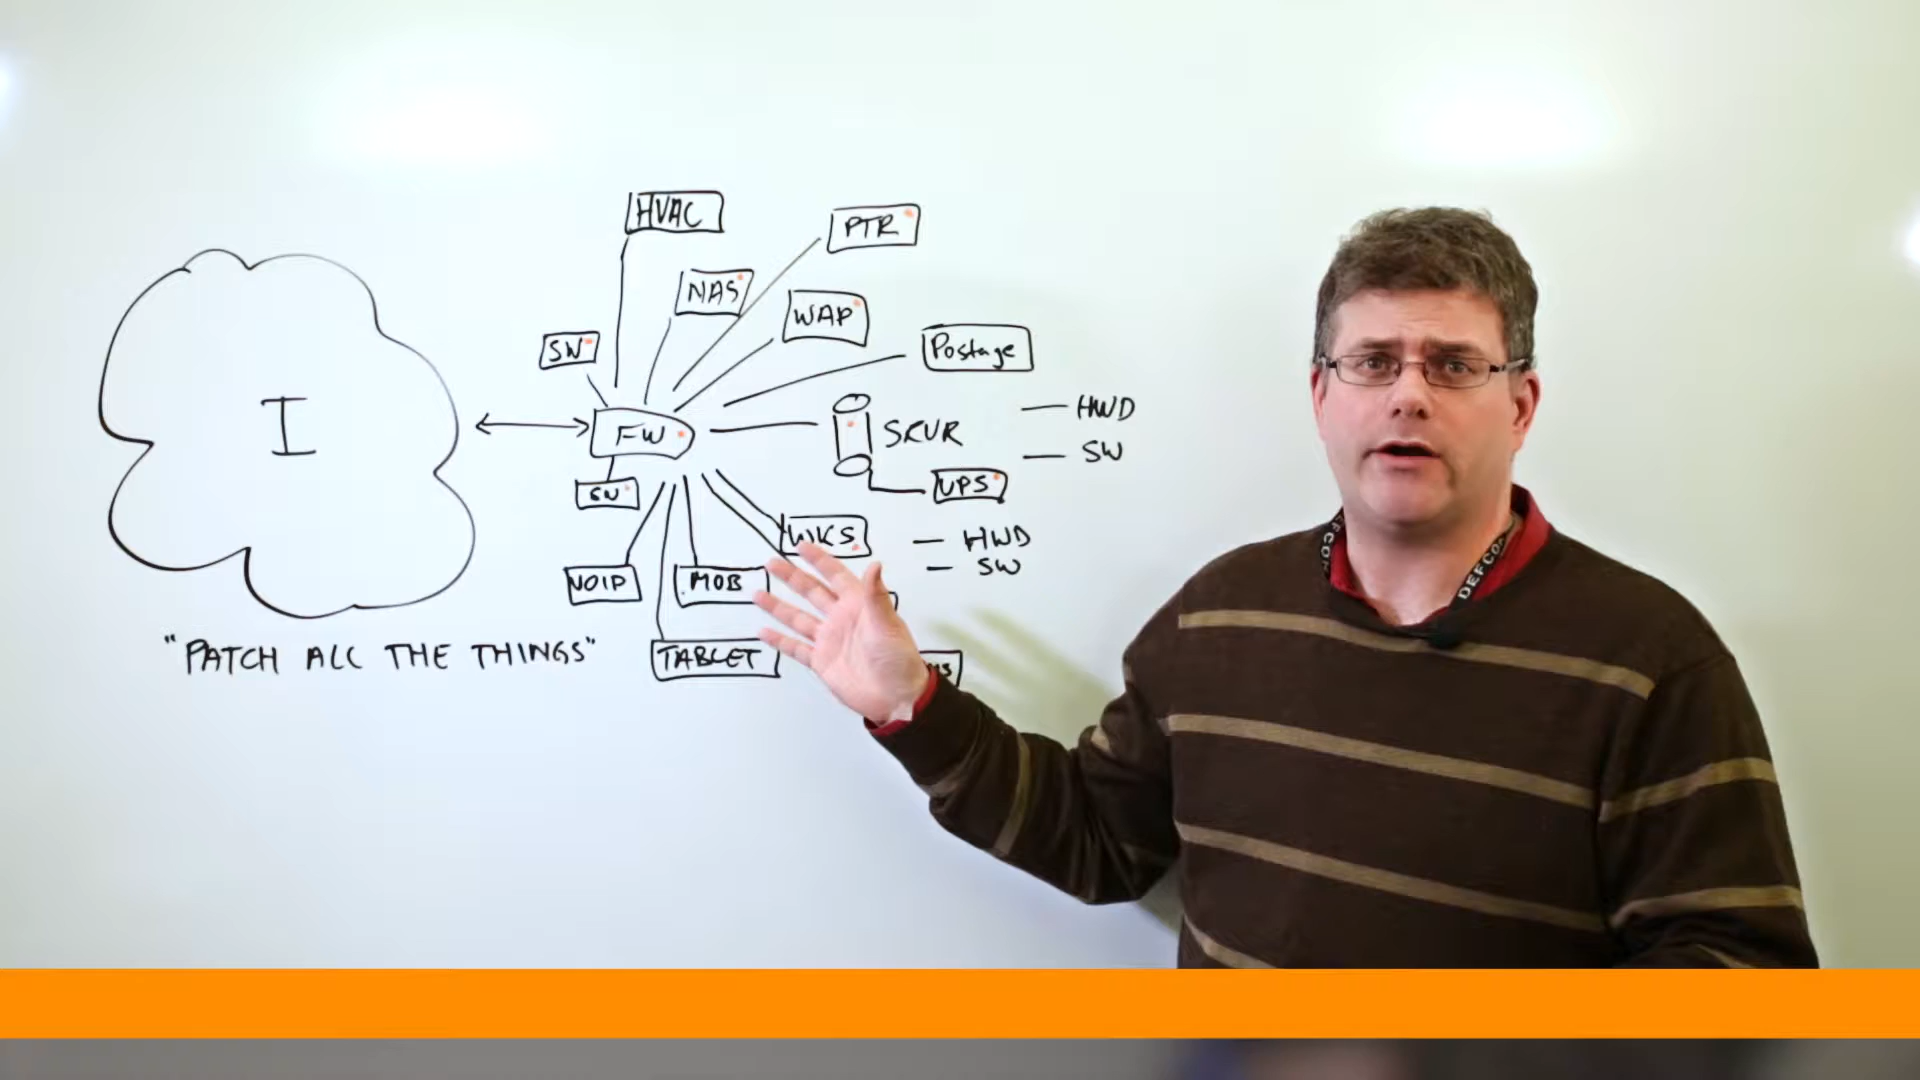 HVAC
PTR
NAS
WAP
SW
Postage
I
FW
SRVR
HWD
SW
SW
UPS
WKS
HWD
SW
VOIP
MOB
"PATCH ALL THE THINGS"
TABLET
DEFCON